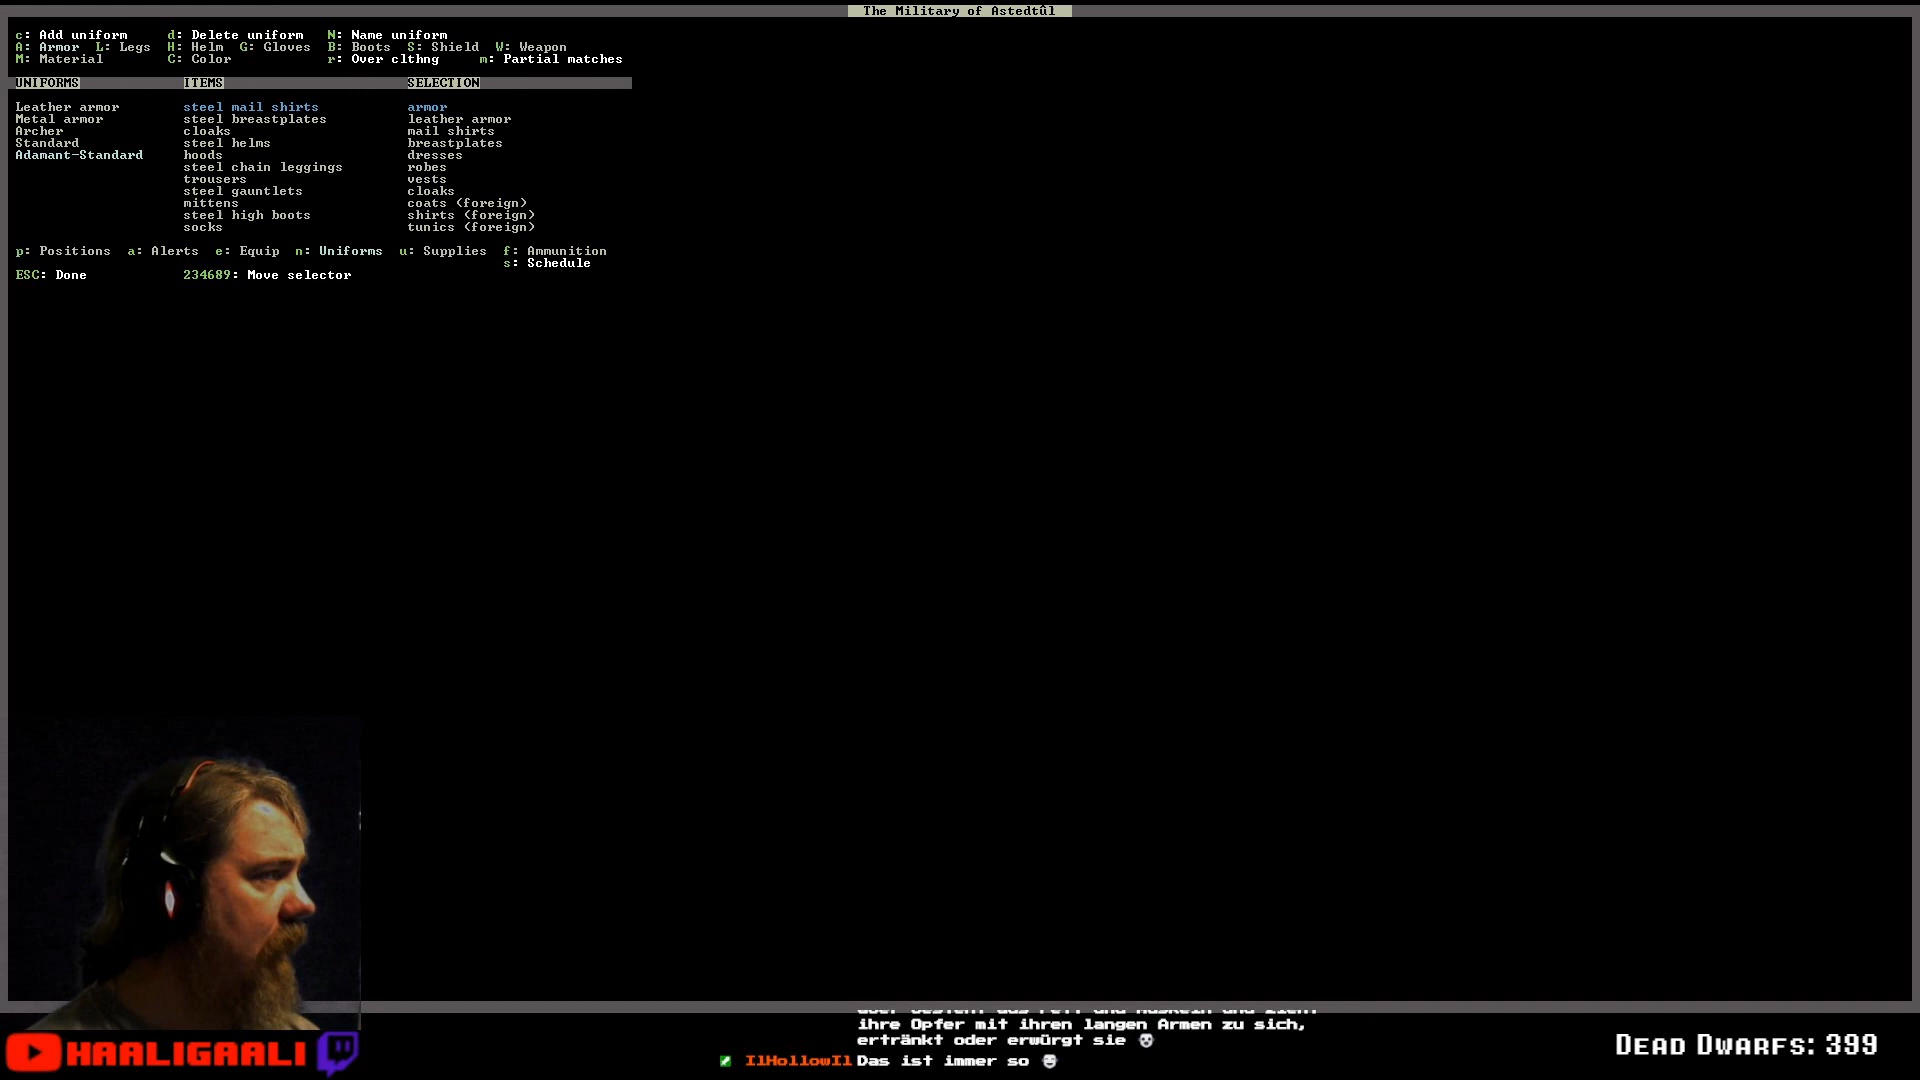 The Military of Astedtûl
c: Add uniform d: Delete uniform N: Name uniform
A: Armor L: Legs H: Helm G: Gloves B: Boots S: Shield W: Weapon
M: Material C: Color r: Over clthng m: Partial matches
UNIFORMS ITEMS SELECTION
Leather armor steel mail shirts armor
Metal armor steel breastplates leather armor
Archer cloaks mail shirts
Standard steel helms breastplates
Adamant-Standard hoods dresses
steel chain leggings robes
trousers vests
steel gauntlets cloaks
mittens coats (foreign)
steel high boots shirts (foreign)
socks tunics (foreign)
p: Positions a: Alerts e: Equip n: Uniforms u: Supplies f: Ammunition
s: Schedule
ESC: Done 234689: Move selector
ihre Opfer mit ihren langen Armen zu sich,
ertränkt oder erwürgt sie
IlHollowIl Das ist immer so
HAALIGAALI
Dead Dwarfs: 399